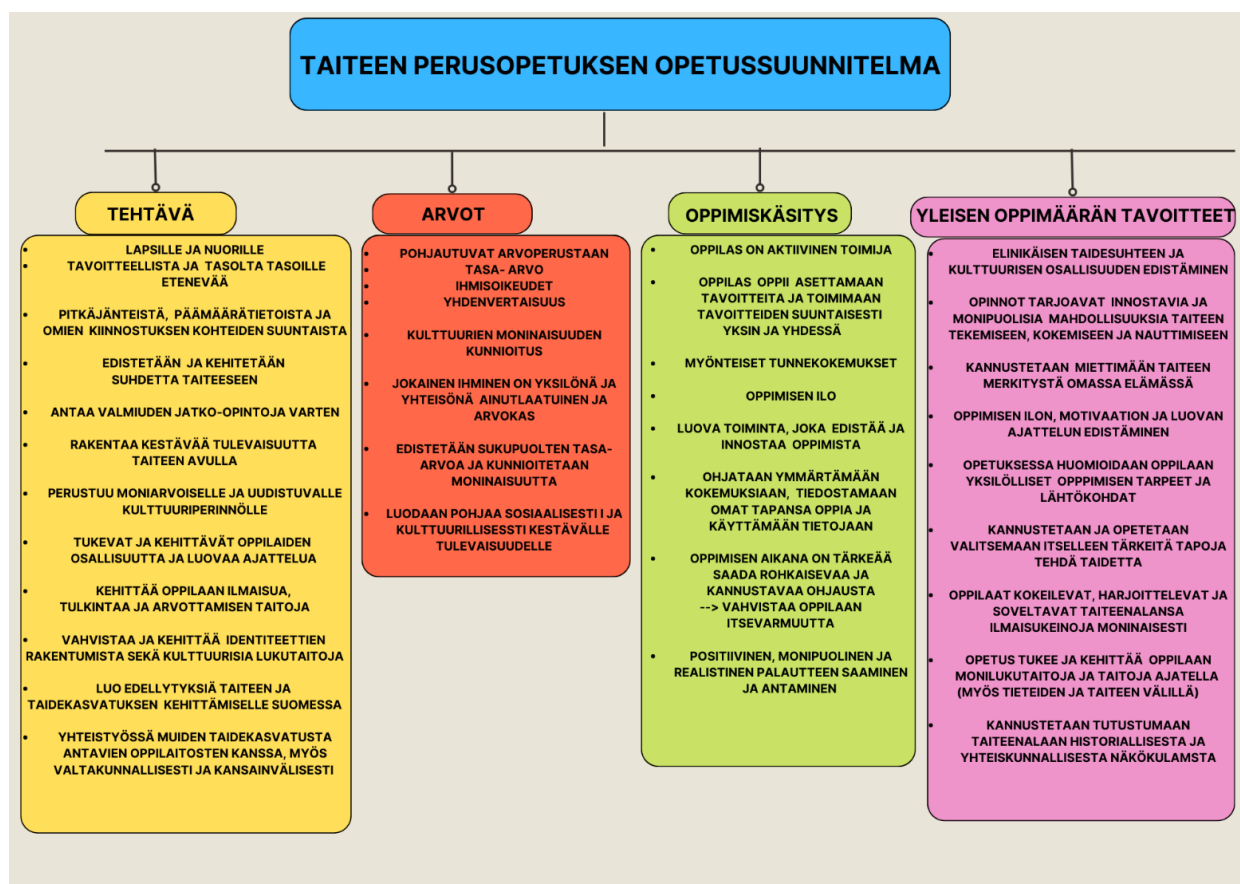 TAITEEN PERUSOPETUKSEN OPETUSSUUNNITELMA
TEHTÄVÄ
• LAPSILLE JA NUORILLE
• TAVOITTEELLISTA JA TASOLTA TASOILLE
ETENEVÄÄ
• PITKÄJÄNTEISTÄ, PÄÄMÄÄRÄTIETOISTA JA
OMIEN KIINNOSTUKSEN KOHTEIDEN SUUNTAISTA
• EDISTETÄÄN JA KEHITETÄÄN
SUHDETTA TAITEESEEN
• ANTAA VALMIUDEN JATKO-OPINTOJA VARTEN
• RAKENTAA KESTÄVÄÄ TULEVAISUUTTA
TAITEEN AVULLA
• PERUSTUU MONIARVOISELLE JA UUDISTUVALLE
KULTTUURIPERINNÖLLE
• TUKEVAT JA KEHITTÄVÄT OPPILAIDEN
OSALLISUUTTA JA LUOVAA AJATTELUA
• KEHITTÄÄ OPPILAAN ILMAISUA,
TULKINTAA JA ARVOTTAMISEN TAITOJA
• VAHVISTAA JA KEHITTÄÄ IDENTITEETTIEN
RAKENTUMISTA SEKÄ KULTTUURISIA LUKUTAITOJA
• LUO EDELLYTYKSIÄ TAITEEN JA
TAIDEKASVATUKSEN KEHITTÄMISELLE SUOMESSA
• YHTEISTYÖSSÄ MUIDEN TAIDEKASVATUSTA
ANTAVIEN OPPILAITOSTEN KANSSA, MYÖS
VALTAKUNNALLISESTI JA KANSAINVÄLISESTI
ARVOT
• POHJAUTUVAT ARVOPERUSTAAN
• TASA- ARVO
• IHMISOIKEUDET
• YHDENVERTAISUUS
• KULTTUURIEN MONINAISUUDEN
KUNNIOITUS
• JOKAINEN IHMINEN ON YKSILÖNÄ JA
YHTEISÖNÄ AINUTLAATUINEN JA
ARVOKAS
• EDISTETÄÄN SUKUPUOLTEN TASA-
ARVOA JA KUNNIOITETAAN
MONINAISUUTTA
• LUODAAN POHJAA SOSIAALISESTI I JA
KULTTUURILLISESSTI KESTÄVÄLLE
TULEVAISUUDELLE
OPPIMISKÄSITYS
• OPPILAS ON AKTIIVINEN TOIMIJA
• OPPILAS OPPII ASETTAMAAN
TAVOITTEITA JA TOIMIMAAN
TAVOITTEIDEN SUUNTAISESTI
YKSIN JA YHDESSÄ
• MYÖNTEISET TUNNEKOKEMUKSET
• OPPIMISEN ILO
• LUOVA TOIMINTA, JOKA EDISTÄÄ JA
INNOSTAA OPPIMISTA
• OHJATAAN YMMÄRTÄMÄÄN
KOKEMUKSIAAN, TIEDOSTAMAAN
OMAT TAPANSA OPPIA JA
KÄYTTÄMÄÄN TIETOJAAN
• OPPIMISEN AIKANA ON TÄRKEÄÄ
SAADA ROHKAISEVAA JA
KANNUSTAVAA OHJAUSTA
--> VAHVISTAA OPPILAAN
ITSEVARMUUTTA
• POSITIIVINEN, MONIPUOLINEN JA
REALISTINEN PALAUTTEEN SAAMINEN
JA ANTAMINEN
YLEISEN OPPIMÄÄRÄN TAVOITTEET
• ELINIKÄISEN TAIDESUHTEEN JA
KULTTUURISEN OSALLISUUDEN EDISTÄMINEN
• OPINNOT TARJOAVAT INNOSTAVIA JA
MONIPUOLISIA MAHDOLLISUUKSIA TAITEEN
TEKEMISEEN, KOKEMISEEN JA NAUTTIMISEEN
• KANNUSTETAAN MIETTIMÄÄN TAITEEN
MERKITYSTÄ OMASSA ELÄMÄSSÄ
• OPPIMISEN ILON, MOTIVAATION JA LUOVAN
AJATTELUN EDISTÄMINEN
• OPETUKSESSA HUOMIOIDAAN OPPILAAN
YKSILÖLLISET OPPPIMISEN TARPEET JA
LÄHTÖKOHDAT
• KANNUSTETAAN JA OPETETAAN
VALITSEMAAN ITSELLEEN TÄRKEITÄ TAPOJA
TEHDÄ TAIDETTA
• OPPILAAT KOKEILEVAT, HARJOITTELEVAT JA
SOVELTAVAT TAITEENALANSA
ILMAISUKEINOJA MONINAISESTI
• OPETUS TUKEE JA KEHITTÄÄ OPPILAAN
MONILUKUTAITOJA JA TAITOJA AJATELLA
(MYÖS TIETEIDEN JA TAITEEN VÄLILLÄ)
• KANNUSTETAAN TUTUSTUMAAN
TAITEENALAAN HISTORIALLISESTA JA
YHTEISKUNNALLISESTA NÄKÖKULAMSTA